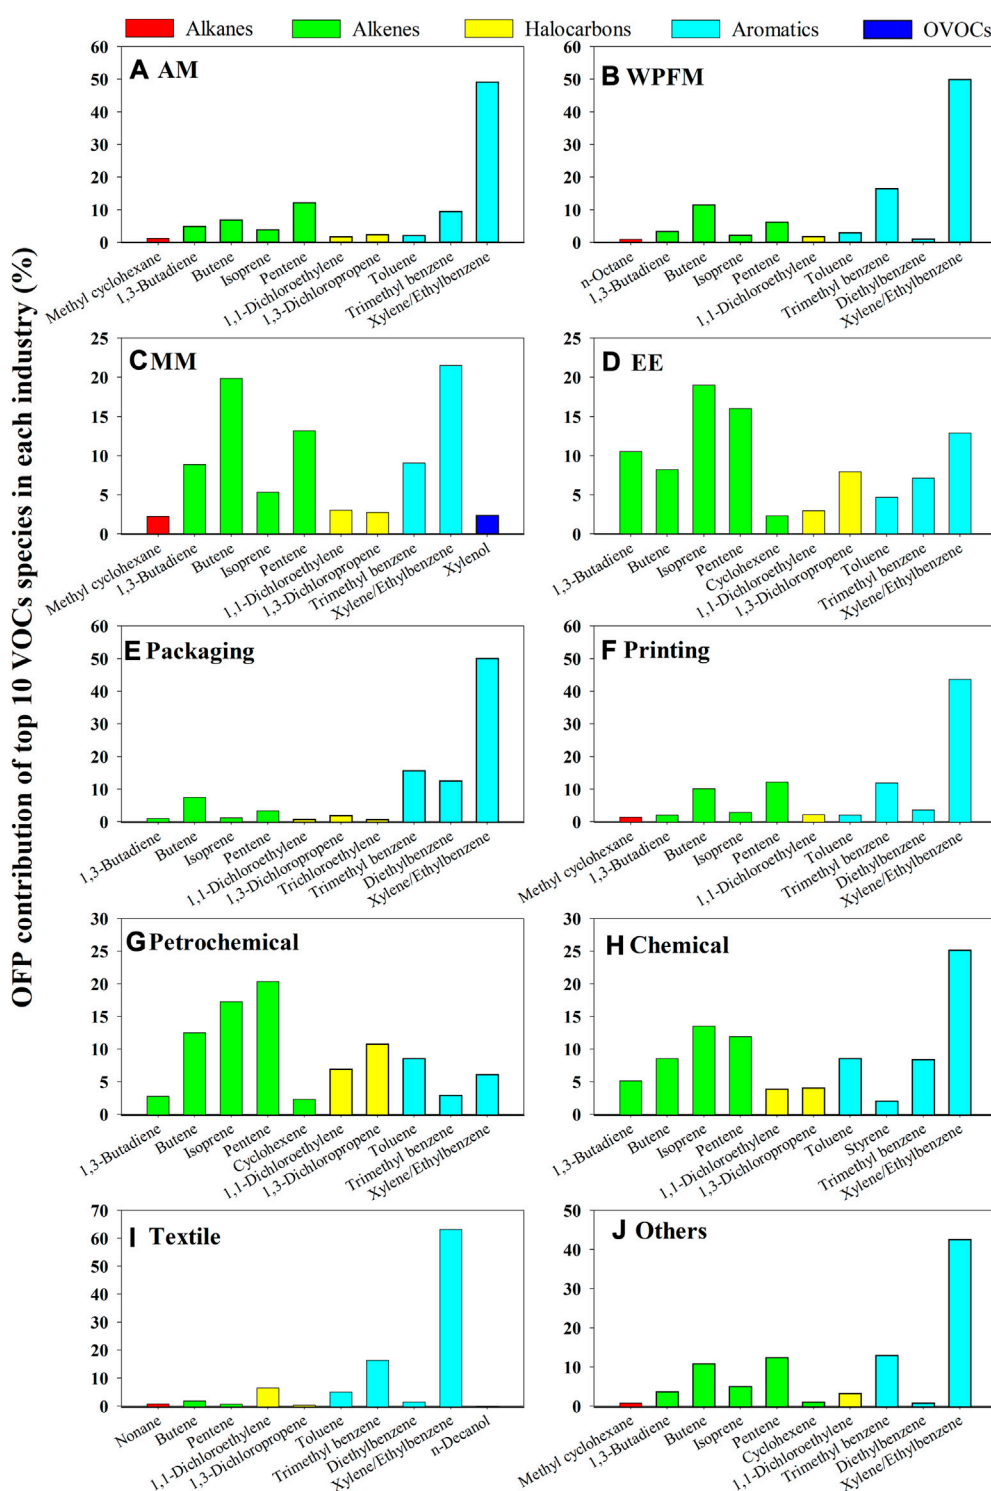 Alkanes Alkenes Halocarbons Aromatics OVOCs
OFP contribution of top 10 VOCs species in each industry (%)
A AM
60
50
40
30
20
10
0
Methyl cyclohexane
1,3-Butadiene
Butene
Isoprene
Pentene
1,1-Dichloroethylene
1,3-Dichloropropene
Toluene
Trimethyl benzene
Xylene/Ethylbenzene
B WPFM
60
50
40
30
20
10
0
n-Octane
1,3-Butadiene
Butene
Isoprene
Pentene
1,1-Dichloroethylene
Toluene
Trimethyl benzene
Diethylbenzene
Xylene/Ethylbenzene
C MM
25
20
15
10
5
0
Methyl cyclohexane
1,3-Butadiene
Butene
Isoprene
Pentene
1,1-Dichloroethylene
1,3-Dichloropropene
Trimethyl benzene
Xylene/Ethylbenzene
Xylenol
D EE
25
20
15
10
5
0
1,3-Butadiene
Butene
Isoprene
Pentene
Cyclohexene
1,1-Dichloroethylene
1,3-Dichloropropene
Toluene
Trimethyl benzene
Xylene/Ethylbenzene
E Packaging
60
50
40
30
20
10
0
1,3-Butadiene
Butene
Isoprene
Pentene
1,1-Dichloroethylene
1,3-Dichloropropene
Trichloroethylene
Trimethyl benzene
Diethylbenzene
Xylene/Ethylbenzene
F Printing
60
50
40
30
20
10
0
Methyl cyclohexane
1,3-Butadiene
Butene
Isoprene
Pentene
1,1-Dichloroethylene
Toluene
Trimethyl benzene
Diethylbenzene
Xylene/Ethylbenzene
G Petrochemical
30
25
20
15
10
5
0
1,3-Butadiene
Butene
Isoprene
Pentene
Cyclohexene
1,1-Dichloroethylene
1,3-Dichloropropene
Toluene
Trimethyl benzene
Xylene/Ethylbenzene
H Chemical
30
25
20
15
10
5
0
1,3-Butadiene
Butene
Isoprene
Pentene
1,1-Dichloroethylene
1,3-Dichloropropene
Toluene
Styrene
Trimethyl benzene
Xylene/Ethylbenzene
I Textile
70
60
50
40
30
20
10
0
Nonane
Butene
Pentene
1,1-Dichloroethylene
1,3-Dichloropropene
Toluene
Trimethyl benzene
Diethylbenzene
Xylene/Ethylbenzene
n-Decanol
J Others
50
40
30
20
10
0
Methyl cyclohexane
1,3-Butadiene
Butene
Isoprene
Pentene
Cyclohexene
1,1-Dichloroethylene
Trimethyl benzene
Diethylbenzene
Xylene/Ethylbenzene